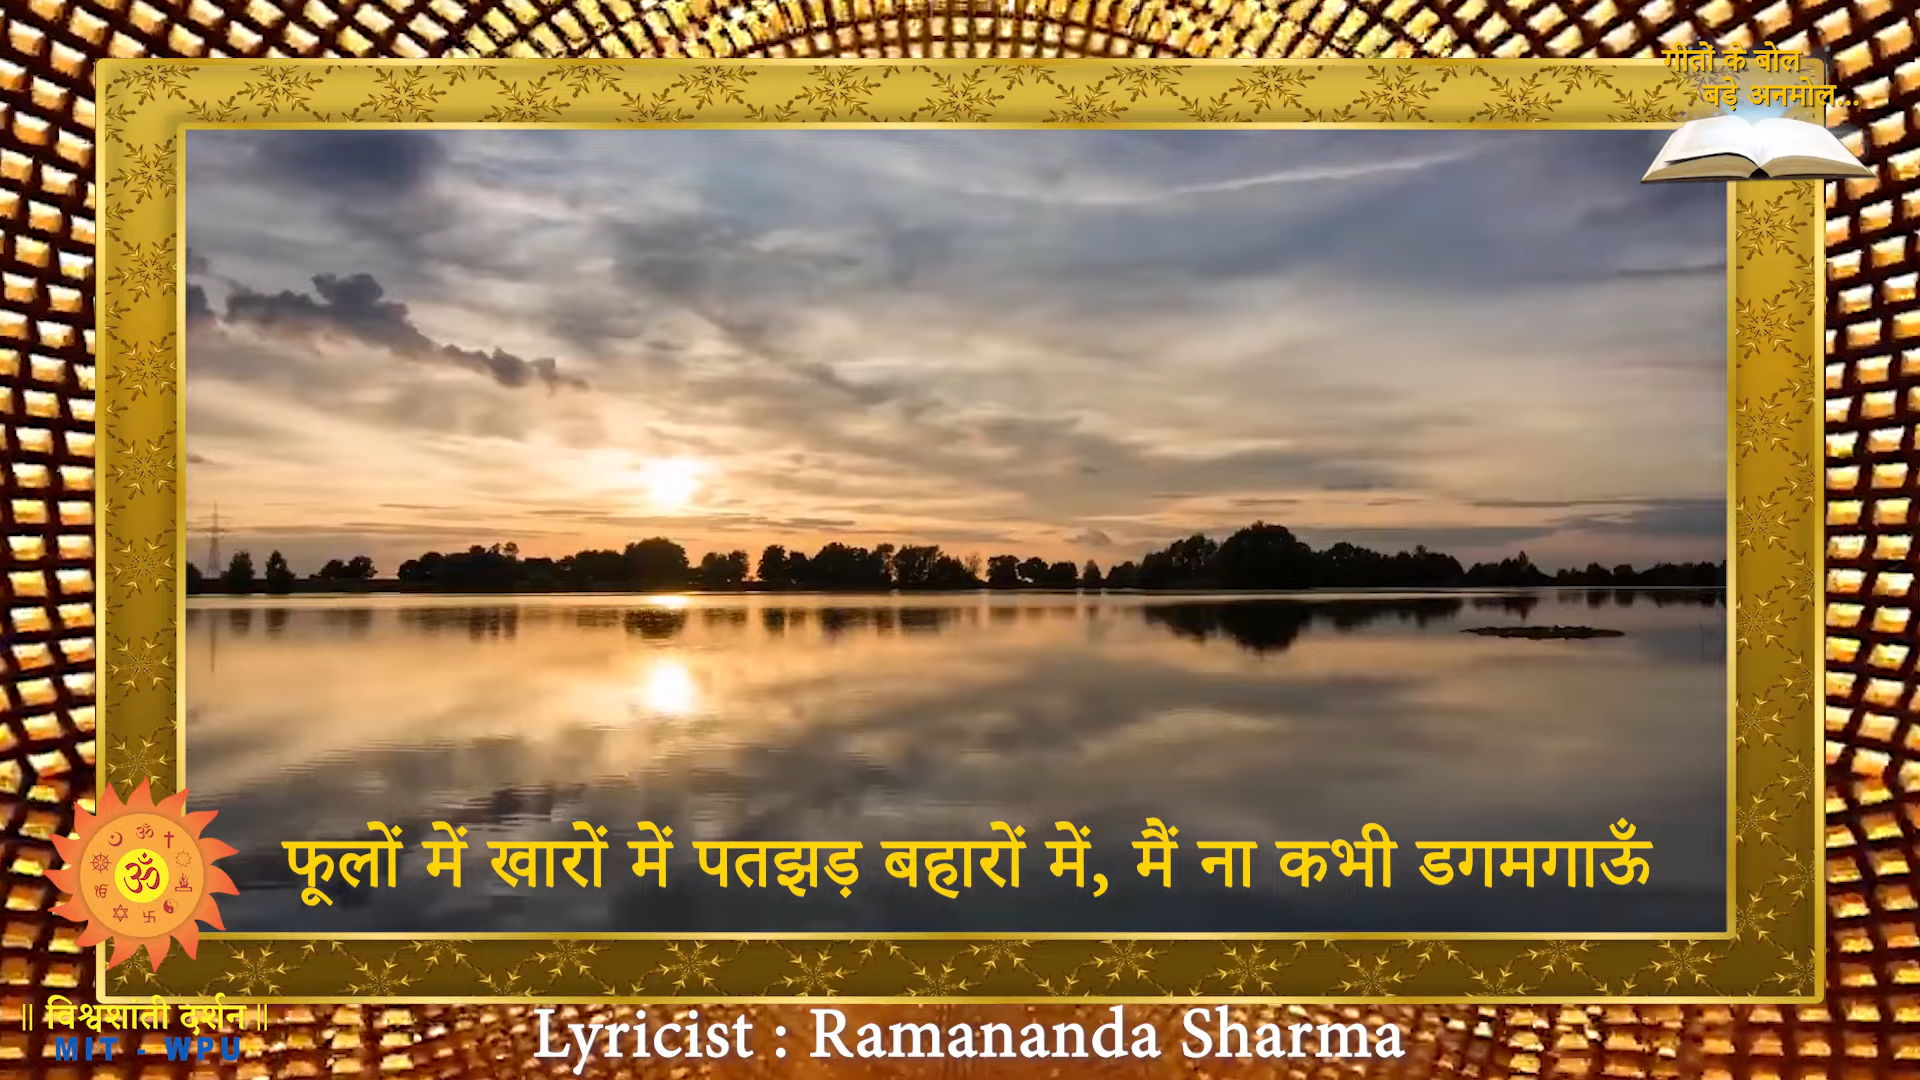 गीतों के बोल
बड़े अनमोल...
फूलों में खारों में पतझड़ बहारों में, मैं ना कभी डगमगाऊँ
॥ विश्वशांती दर्शन ॥
MIT - WPU
Lyricist : Ramananda Sharma